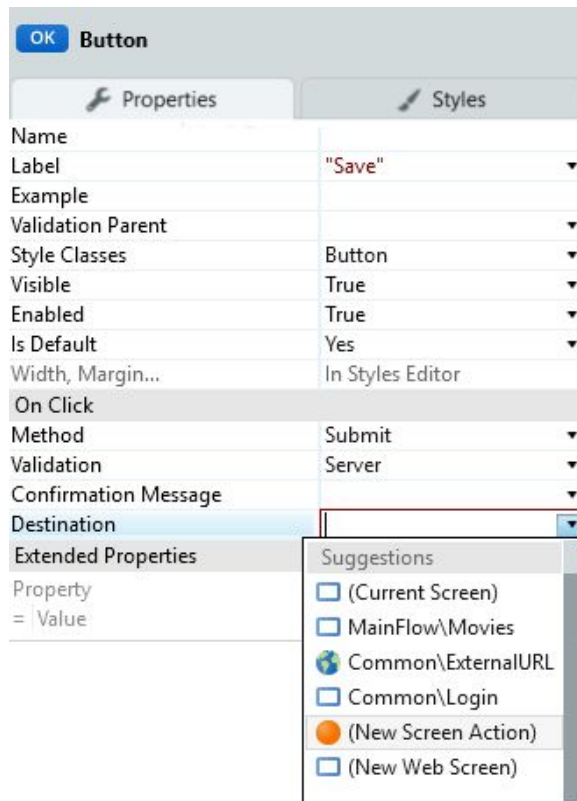 OK Button
Properties Styles
Name
Label "Save"
Example
Validation Parent
Style Classes Button
Visible True
Enabled True
Is Default Yes
Width, Margin... In Styles Editor
On Click
Method Submit
Validation Server
Confirmation Message
Destination
Extended Properties Suggestions
Property (Current Screen)
= Value MainFlow\Movies
Common\ExternalURL
Common\Login
(New Screen Action)
(New Web Screen)